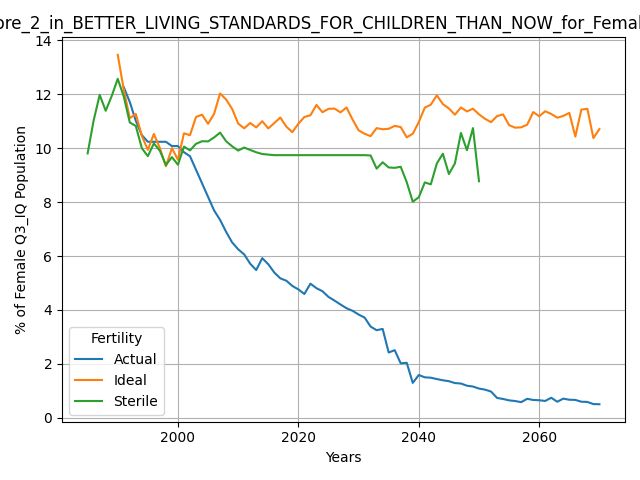 ore_2_in_BETTER_LIVING_STANDARDS_FOR_CHILDREN_THAN_NOW_for_Femal
14
12
10
8
6
4
2
0
% of Female Q3_IQ Population
Fertility
Actual
Ideal
Sterile
2000
2020
2040
2060
Years